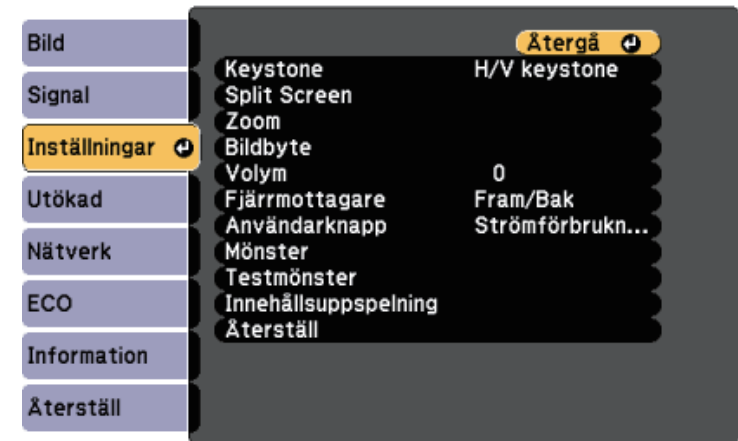 Bild
Signal
Inställningar
Utökad
Nätverk
ECO
Information
Återställ
Återgå
Keystone H/V keystone
Split Screen
Zoom
Bildbyte
Volym 0
Fjärrmottagare Fram/Bak
Användarknapp Strömförbrukn...
Mönster
Testmönster
Innehållsuppspelning
Återställ